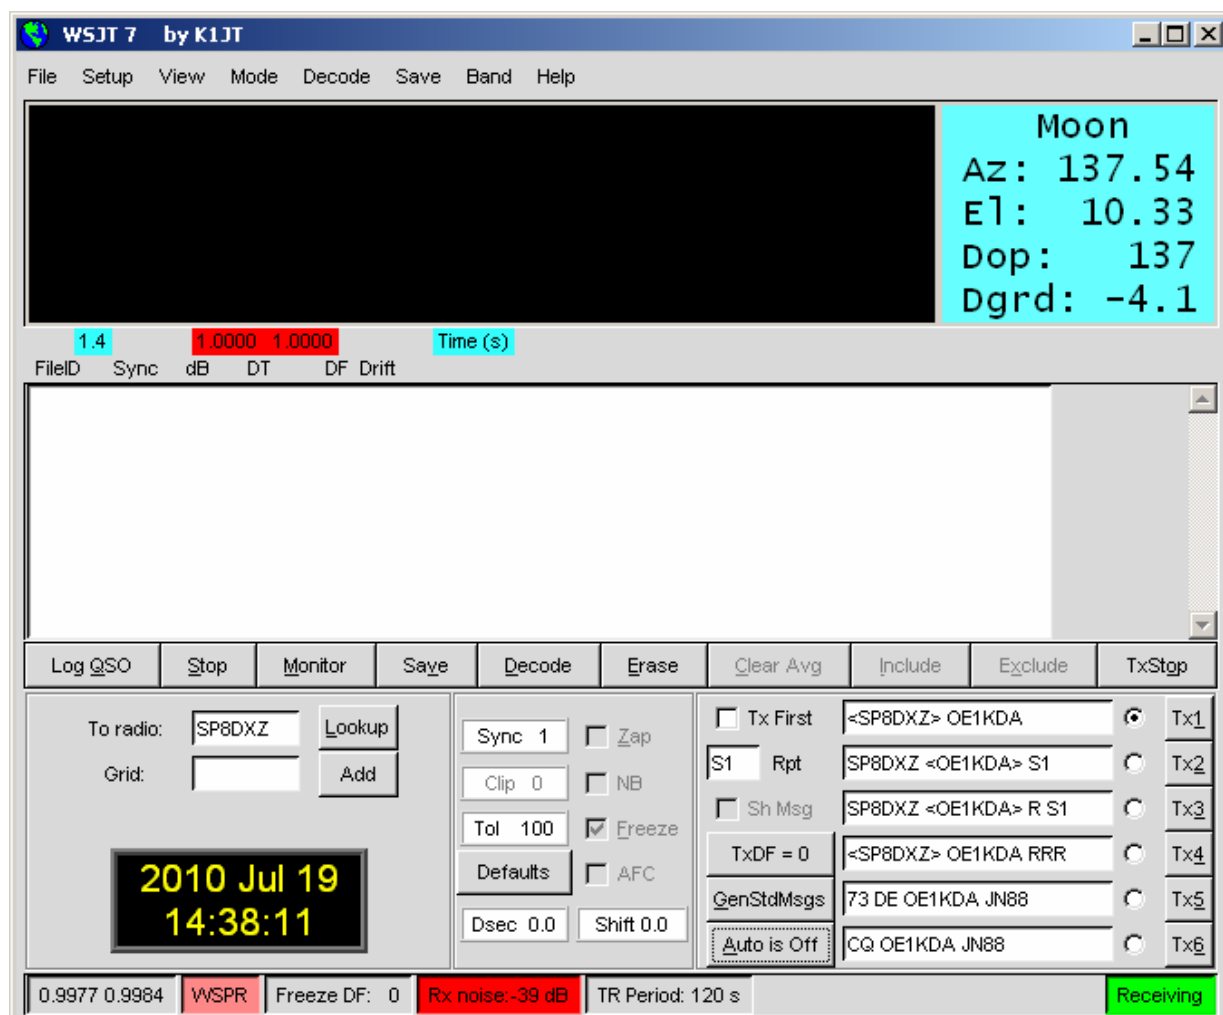 WSJT 7 by K1JT
File Setup View Mode Decode Save Band Help
Moon
Az: 137.54
El: 10.33
Dop: 137
Dgrd: -4.1
1.4 1.0000 1.0000 Time (s)
FileID Sync dB DT DF Drift
Log QSO Stop Monitor Save Decode Erase Clear Avg Include Exclude TxStop
To radio: SP8DXZ Lookup
Grid: Add
2010 Jul 19
14:38:11
Sync 1 Zap
Clip 0 NB
Tol 100 Freeze
Defaults AFC
Dsec 0.0 Shift 0.0
Tx First <SP8DXZ> OE1KDA Tx1
S1 Rpt SP8DXZ <OE1KDA> S1 Tx2
Sh Msg SP8DXZ <OE1KDA> R S1 Tx3
TxDF = 0 <SP8DXZ> OE1KDA RRR Tx4
GenStdMsgs 73 DE OE1KDA JN88 Tx5
Auto is Off CQ OE1KDA JN88 Tx6
0.9977 0.9984 WSPR Freeze DF: 0 Rx noise:-39 dB TR Period: 120 s Receiving